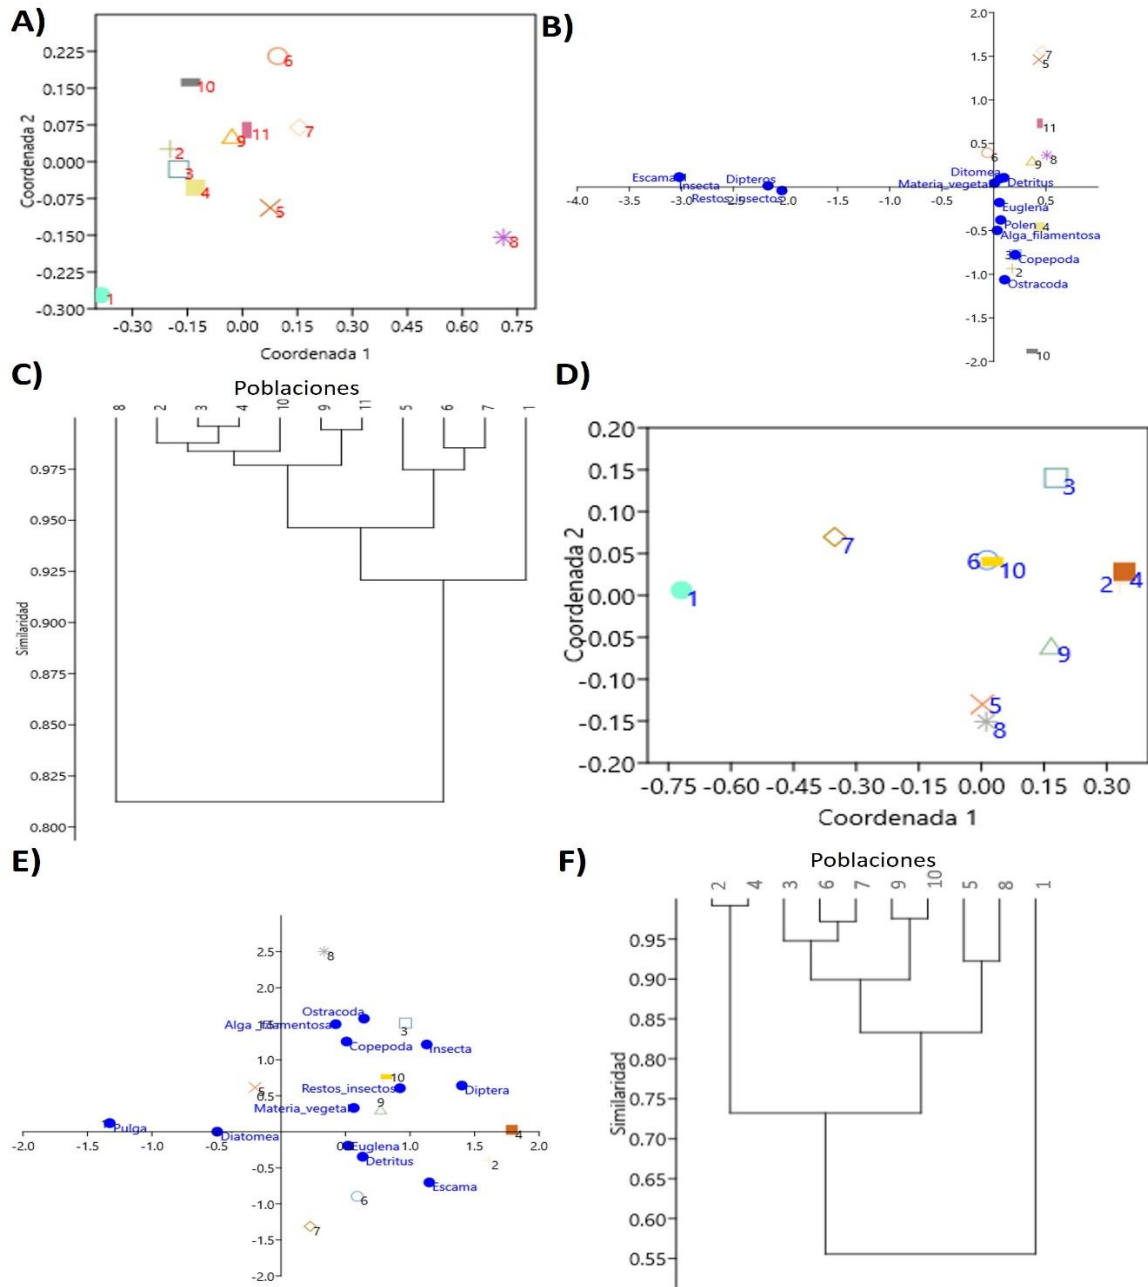 A)
0.225
0.150
0.075
0.000
-0.075
-0.150
-0.300
Coordenada 2
6
10
11
7
9
2
3
4
5
8
1
-0.30 -0.15 0.00 0.15 0.30 0.45 0.60 0.75
Coordenada 1
B)
2.0
1.5
1.0
0.5
-0.5
-1.0
-1.5
-2.0
7
5
11
6
8
9
Escama
Insecta
Dipteros
Restos_insectos
Ditomea
Materia_vegetal
Detritus
-4.0 -3.5 -3.0 -2.5 -2.0 -1.5 -1.0 -0.5 0.5
Euglena
Polen
4
Alga_filamentosa
3
Copepoda
2
Ostracoda
10
C)
Poblaciones
8 2 3 4 10 9 11 5 6 7 1
0.975
0.950
0.925
0.900
0.875
0.850
0.825
0.800
Similaridad
D)
0.20
0.15
0.10
0.05
0.00
-0.05
-0.10
-0.15
-0.20
Coordenada 2
3
7
6
10
1
2
4
9
5
8
-0.75 -0.60 -0.45 -0.30 -0.15 0.00 0.15 0.30
Coordenada 1
E)
2.5
2.0
1.5
1.0
0.5
-0.5
-1.0
-1.5
-2.0
8
Ostracoda
Alga_filamentosa
3
Copepoda
Insecta
10
5
Restos_insectos
Diptera
9
Materia_vegetal
Pulga
Diatomea
4
-2.0 -1.5 -1.0 -0.5 0.5 1.0 1.5 2.0
Euglena
Detritus
2
Escama
6
7
F)
Poblaciones
2 4 3 6 7 9 10 5 8 1
0.95
0.90
0.85
0.80
0.75
0.70
0.65
0.60
0.55
Similaridad